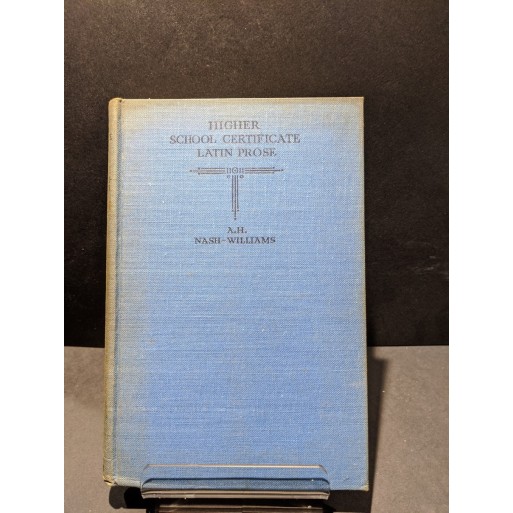 HIGHER
SCHOOL CERTIFICATE
LATIN PROSE
A.H.
NASH-WILLIAMS